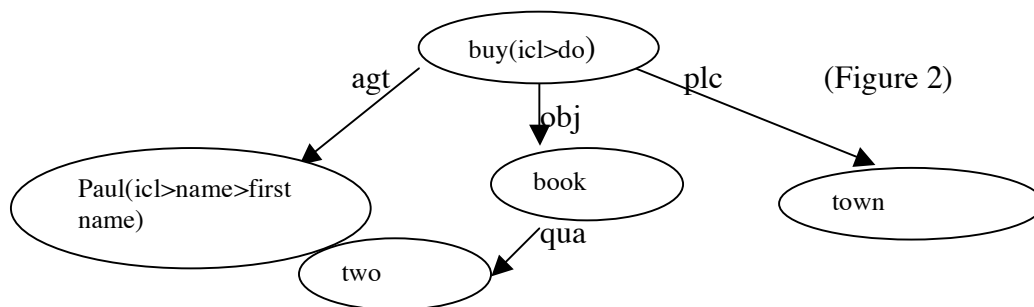 buy(icl>do)
agt
plc
(Figure 2)
obj
Paul(icl>name>first
name)
book
town
qua
two